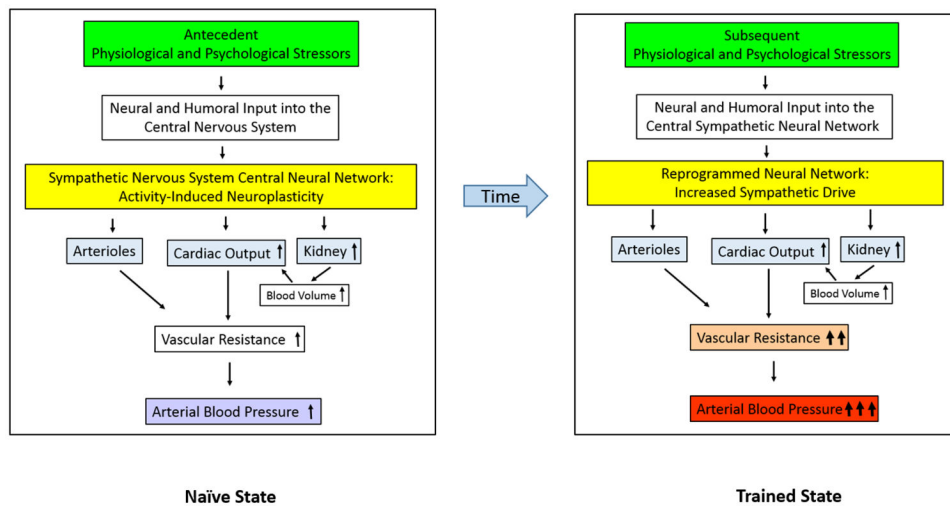 Antecedent
Physiological and Psychological Stressors
Neural and Humoral Input into the
Central Nervous System
Sympathetic Nervous System Central Neural Network:
Activity-Induced Neuroplasticity
Arterioles
Cardiac Output ↑
Kidney ↑
Blood Volume ↑
Vascular Resistance ↑
Arterial Blood Pressure ↑
Naïve State
Time
Subsequent
Physiological and Psychological Stressors
Neural and Humoral Input into the
Central Sympathetic Neural Network
Reprogrammed Neural Network:
Increased Sympathetic Drive
Arterioles
Cardiac Output ↑
Kidney ↑
Blood Volume ↑
Vascular Resistance ↑↑
Arterial Blood Pressure ↑↑↑
Trained State